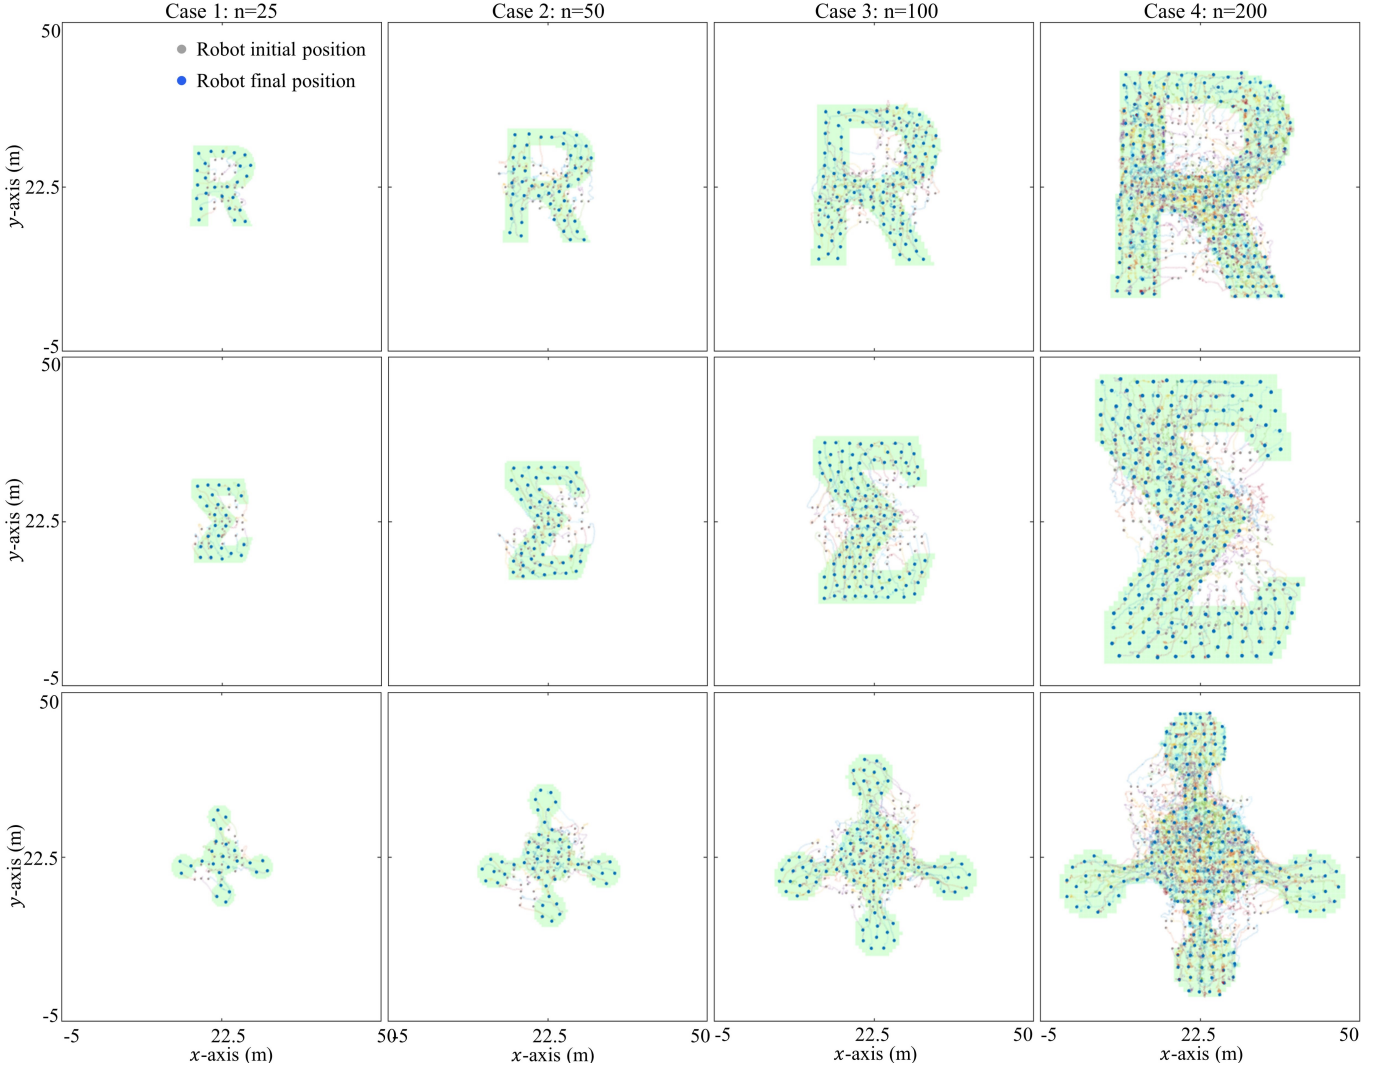 Case 1: n=25
Case 2: n=50
Case 3: n=100
Case 4: n=200
50
Robot initial position
Robot final position
y-axis (m)
22.5
-5
50
y-axis (m)
22.5
-5
50
y-axis (m)
22.5
-5
-5
22.5
50
-5
22.5
50
-5
22.5
50
-5
22.5
50
x-axis (m)
x-axis (m)
x-axis (m)
x-axis (m)